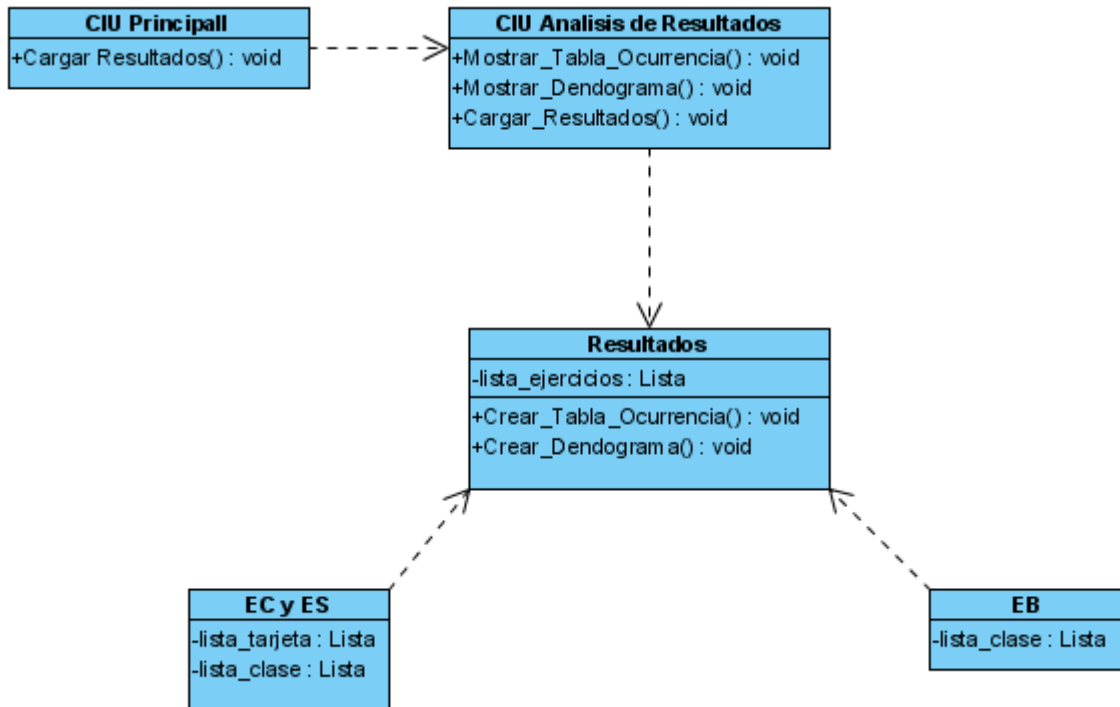 CIU Principall
+Cargar Resultados() : void
CIU Analisis de Resultados
+Mostrar_Tabla_Ocurrencia() : void
+Mostrar_Dendograma() : void
+Cargar_Resultados() : void
Resultados
-lista_ejercicios : Lista
+Crear_Tabla_Ocurrencia() : void
+Crear_Dendograma() : void
EC y ES
-lista_tarjeta : Lista
-lista_clase : Lista
EB
-lista_clase : Lista